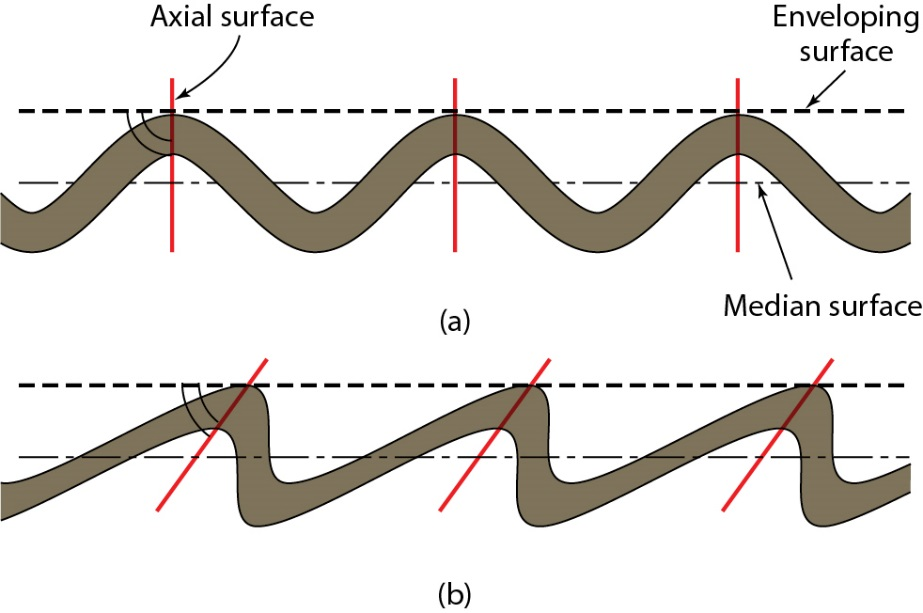 Axial surface
Enveloping
surface
Median surface
(a)
(b)